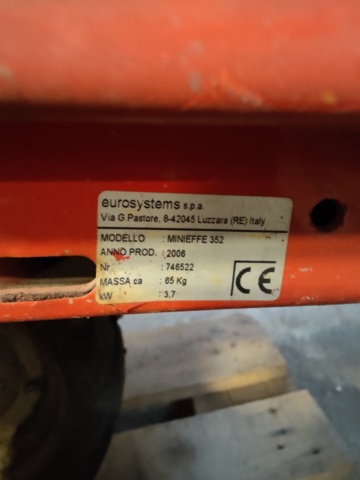 eurosystems s.p.a.
Via G.Pastore, 8-42045 Luzzara (RE) Italy
MODELLO : MINIEFFE 352
ANNO PROD. : 2006
Nr : 746522
MASSA ca : 65 Kg
kW : 3,7
CE